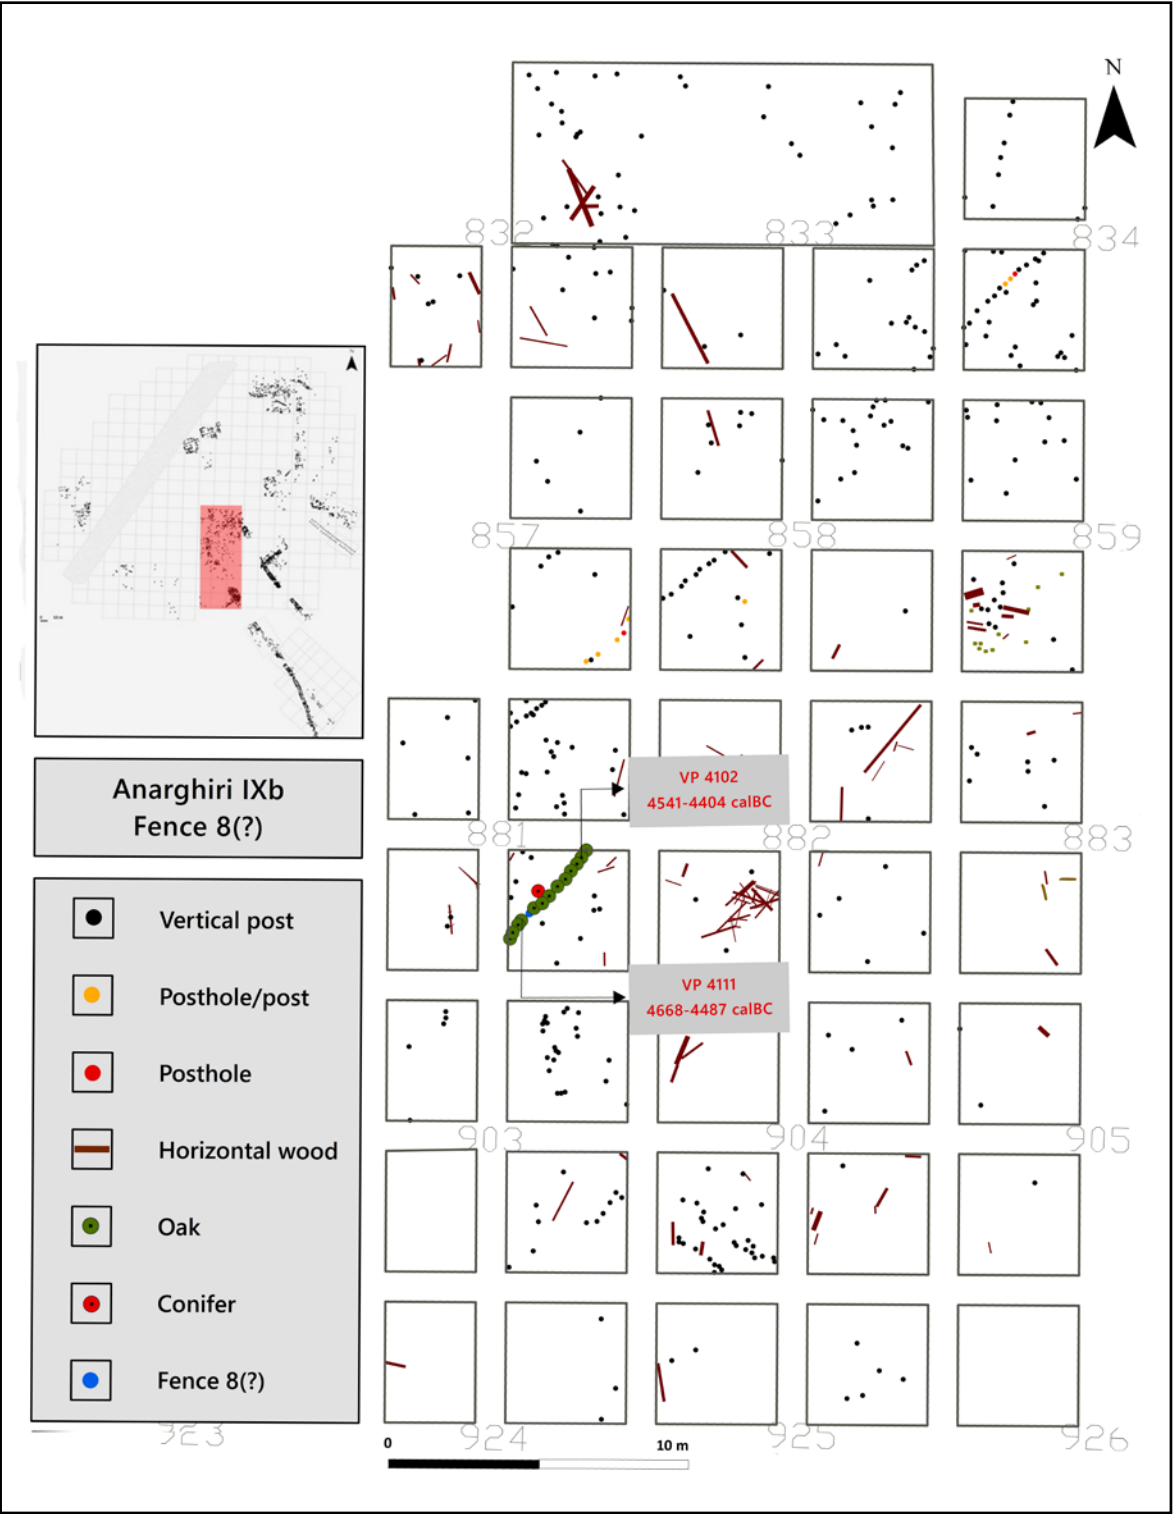 N
832
833
834
857
858
859
Anarghiri IXb
Fence 8(?)
VP 4102
4541-4404 calBC
881
882
883
Vertical post
Posthole/post
Posthole
Horizontal wood
Oak
Conifer
Fence 8(?)
VP 4111
4668-4487 calBC
903
904
905
923
924
925
926
0
10 m